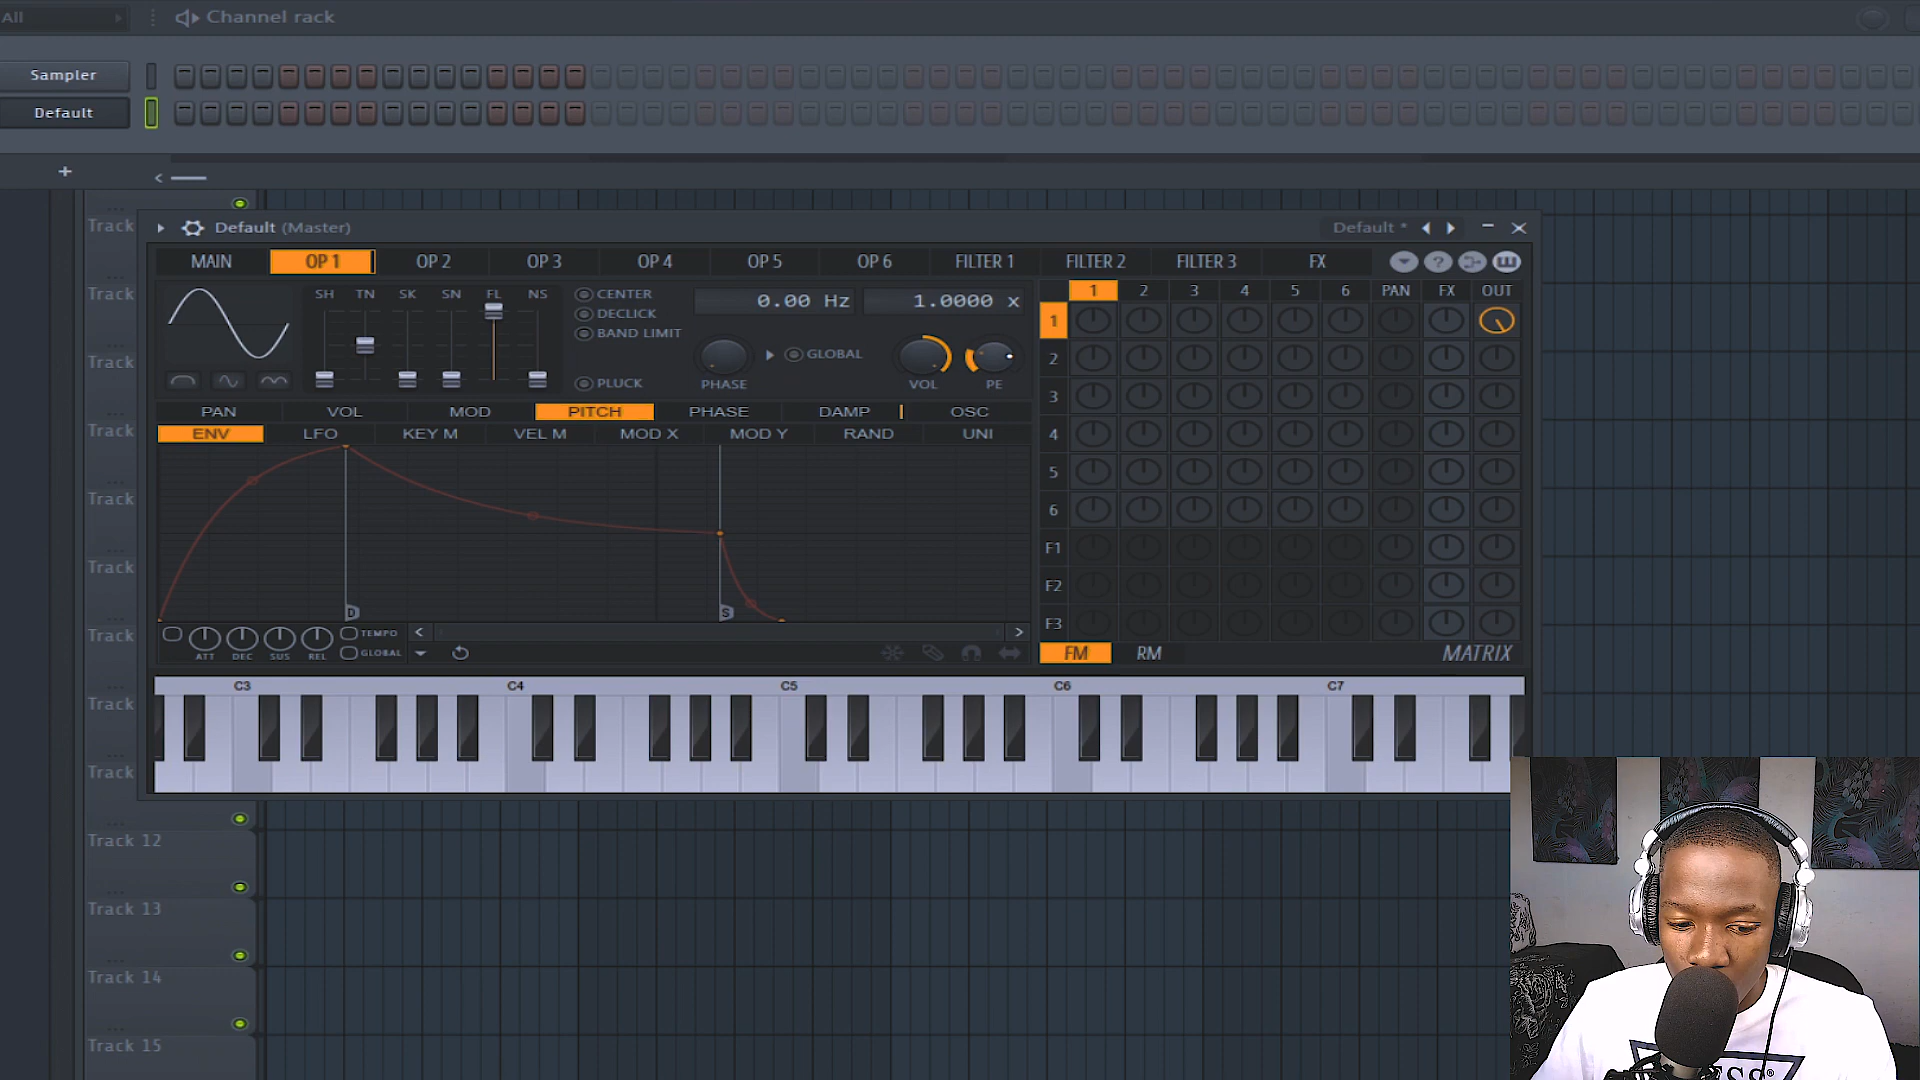 All
Channel rack
Sampler
Default
+
Track
Default (Master)
Default *
MAIN OP 1 OP 2 OP 3 OP 4 OP 5 OP 6 FILTER 1 FILTER 2 FILTER 3 FX
?
SH TN SK SN FL NS
CENTER
DECLICK
BAND LIMIT
PLUCK
0.00 Hz 1.0000 x
GLOBAL
PHASE VOL PE
PAN VOL MOD PITCH PHASE DAMP OSC
ENV LFO KEY M VEL M MOD X MOD Y RAND UNI
D S
ATT DEC SUS REL
TEMPO
GLOBAL
1 2 3 4 5 6 PAN FX OUT
1
2
3
4
5
6
F1
F2
F3
FM RM MATRIX
C3 C4 C5 C6 C7
Track
Track
Track
Track
Track
Track
Track
Track
Track 12
Track 13
Track 14
Track 15